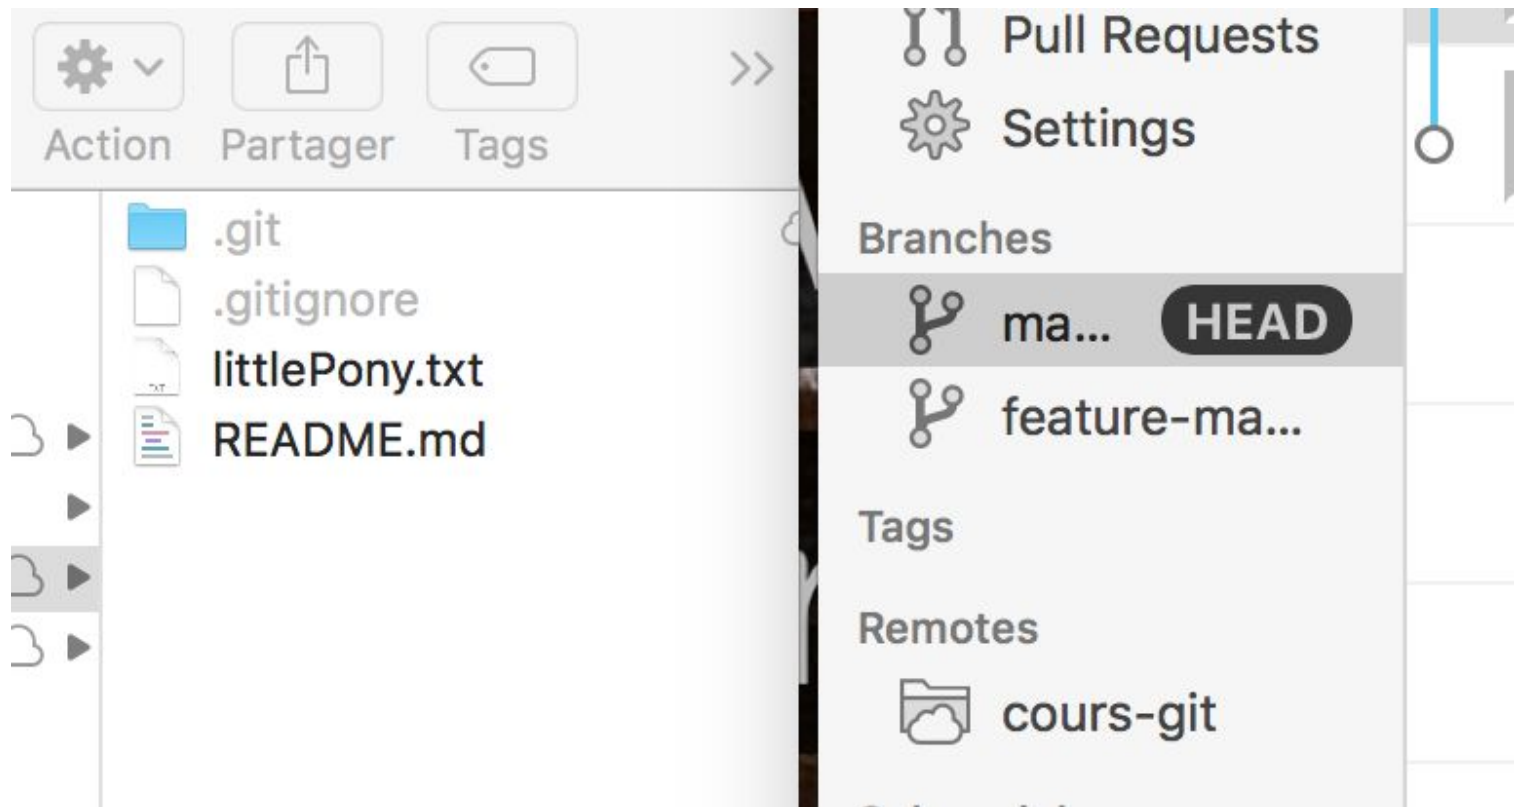 Action Partager Tags
.git
.gitignore
littlePony.txt
README.md
Pull Requests
Settings
Branches
ma... HEAD
feature-ma...
Tags
Remotes
cours-git